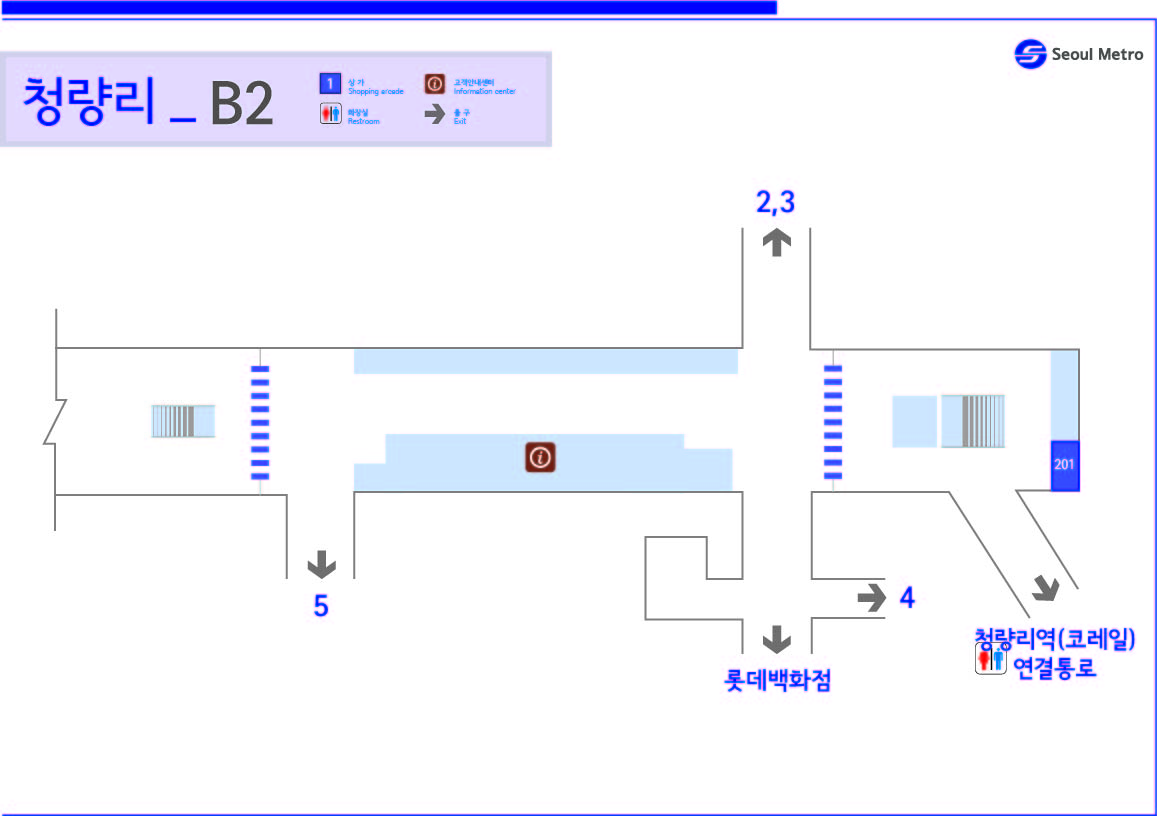 Seoul Metro
청량리 _ B2
1
상 가
Shopping arcade
고객안내센터
Information center
화장실
Restroom
출 구
Exit
2,3
201
5
4
청량리역(코레일)
연결통로
롯데백화점